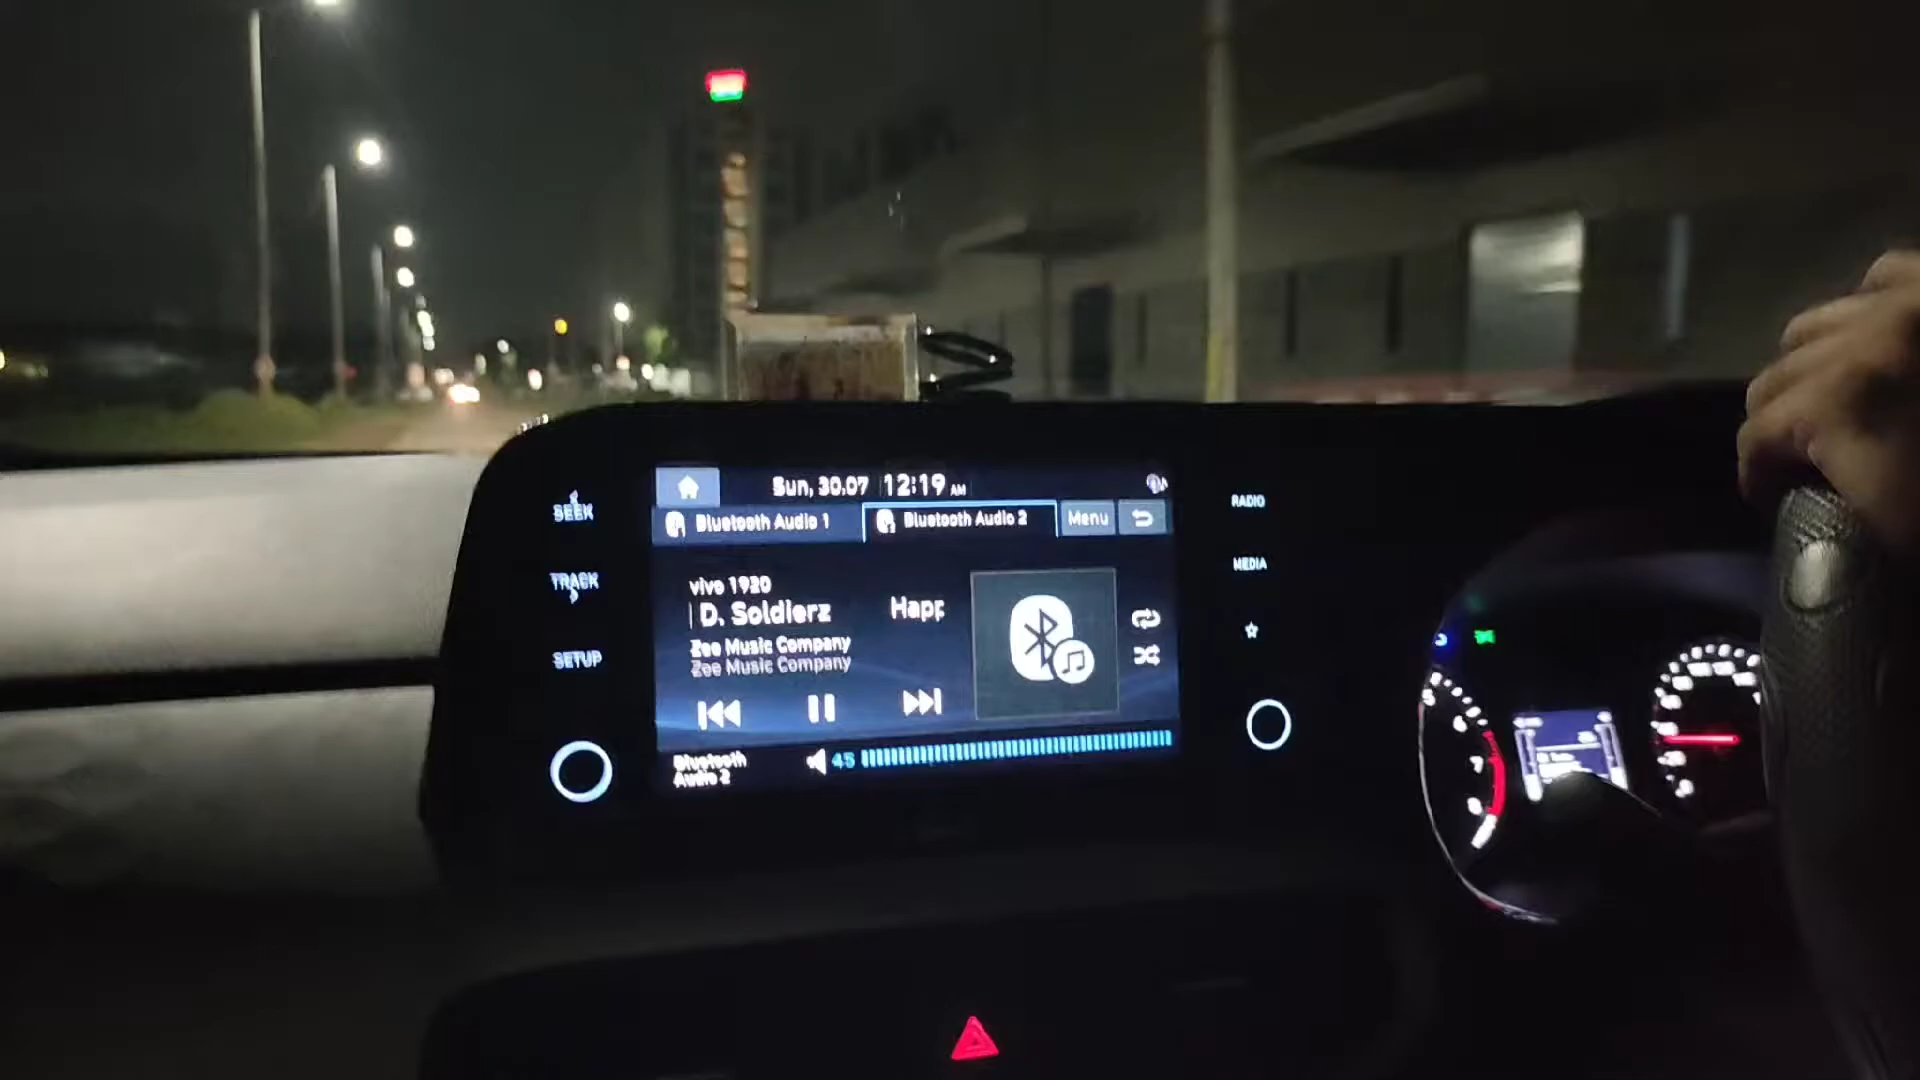 Sun, 30.07 12:19 AM
Bluetooth Audio 1
Bluetooth Audio 2
Menu
SEEK
TRACK
SETUP
vivo 1920
D. Soldierz Happ
Zee Music Company
Zee Music Company
Bluetooth
Audio 2
45
RADIO
MEDIA